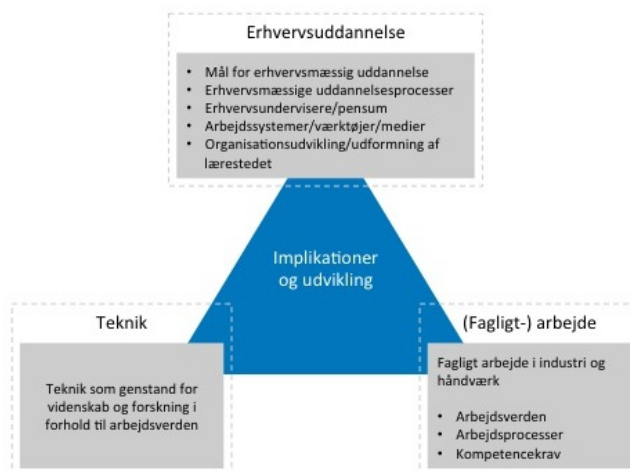 Erhvervsuddannelse
• Mål for erhvervsmæssig uddannelse
• Erhvervsmæssige uddannelsesprocesser
• Erhvervsundervisere/pensum
• Arbejdssystemer/værktøjer/medier
• Organisationsudvikling/udformning af
lærestedet
Implikationer
og udvikling
Teknik
Teknik som genstand for
videnskab og forskning i
forhold til arbejdsverden
(Fagligt-) arbejde
Fagligt arbejde i industri og
håndværk
• Arbejdsverden
• Arbejdsprocesser
• Kompetencekrav